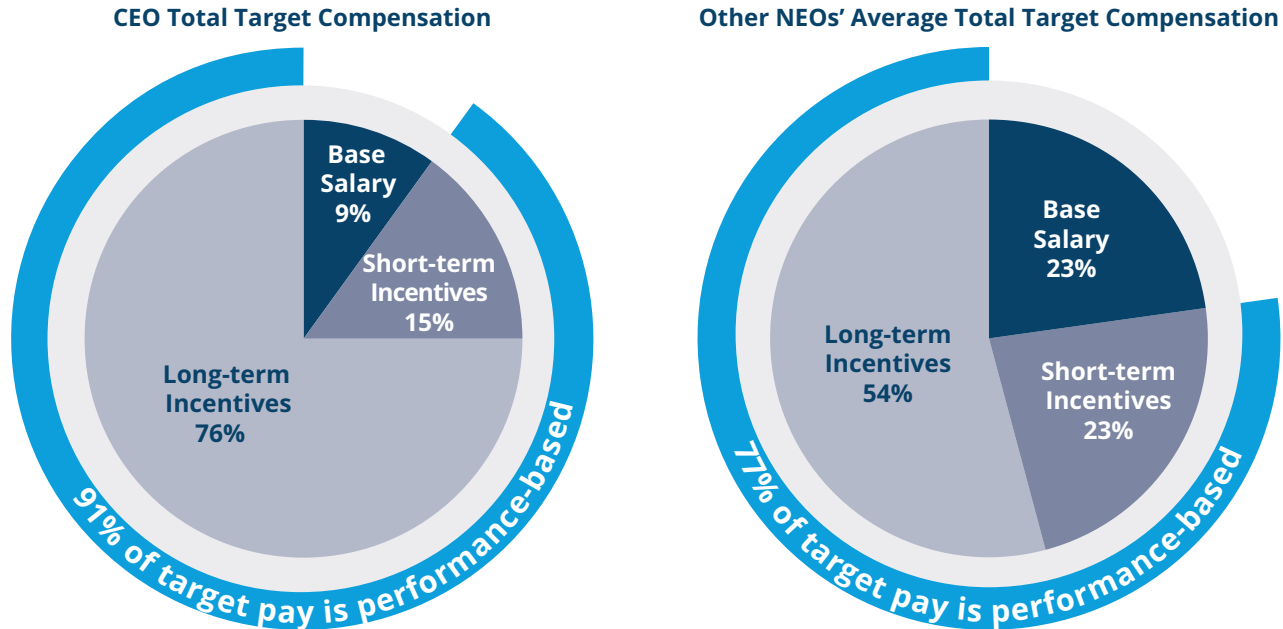 CEO Total Target Compensation
Base
Salary
9%
Short-term
Incentives
15%
Long-term
Incentives
76%
91% of target pay is performance-based
Other NEOs’ Average Total Target Compensation
Base
Salary
23%
Short-term
Incentives
23%
Long-term
Incentives
54%
77% of target pay is performance-based